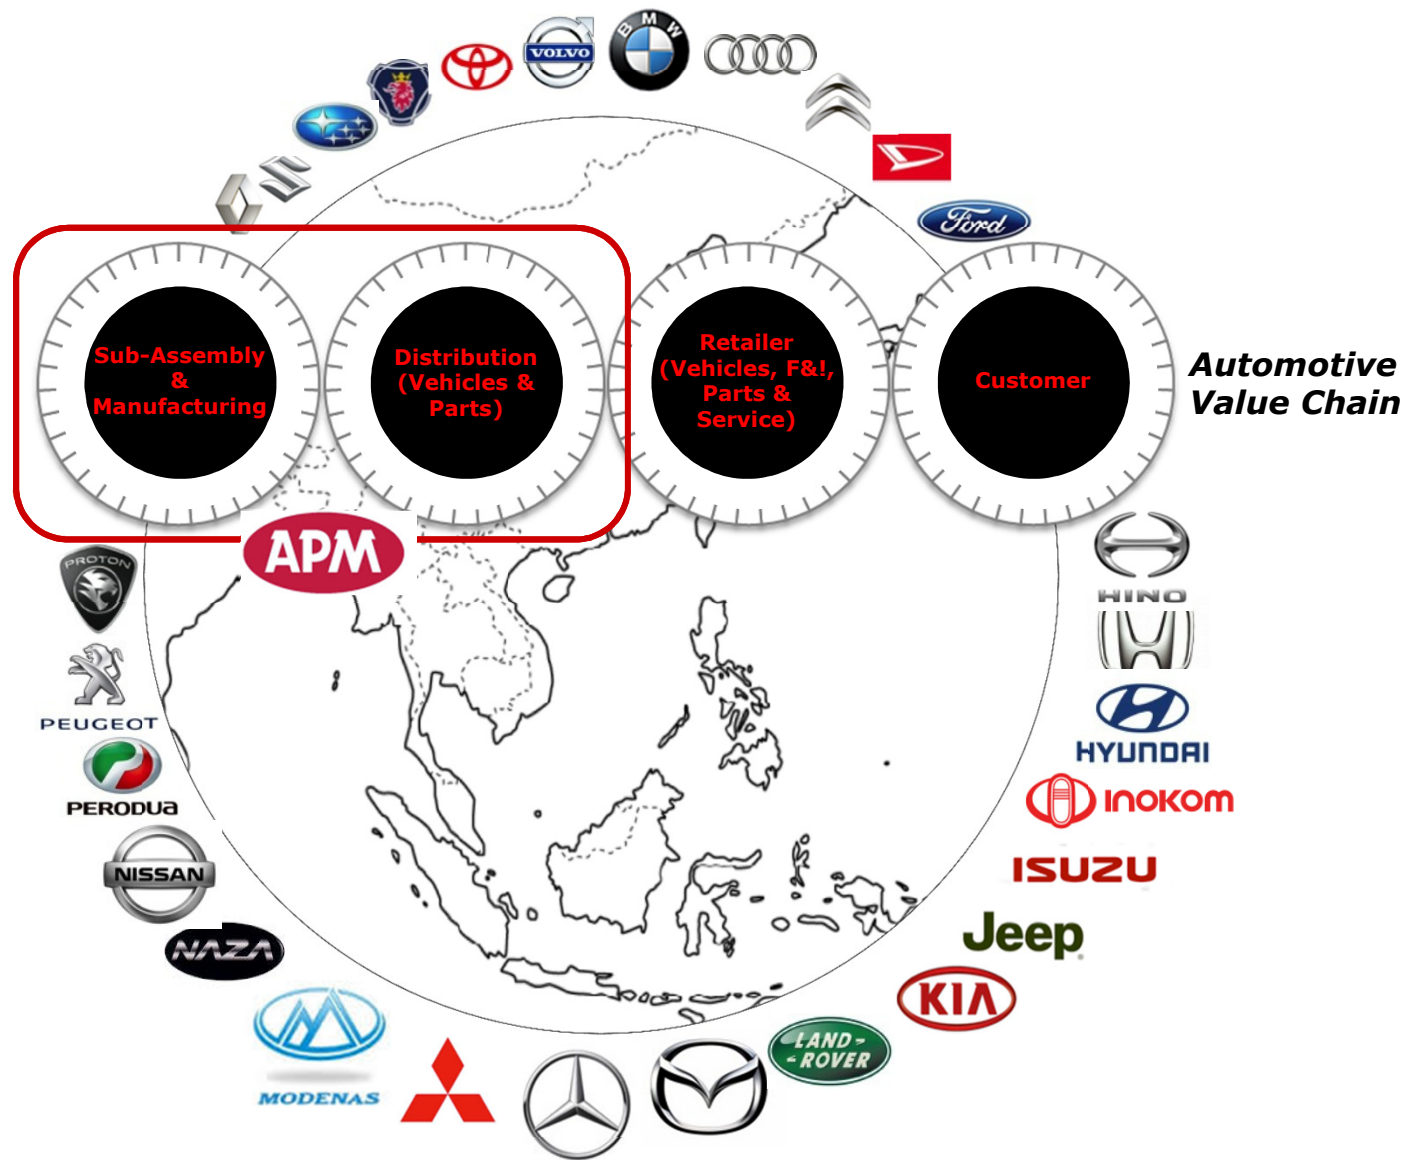 BMW
VOLVO
Ford
Sub-Assembly
&
Manufacturing
Distribution
(Vehicles &
Parts)
Retailer
(Vehicles, F&!,
Parts &
Service)
Customer
Automotive
Value Chain
APM
PROTON
HINO
PEUGEOT
HYUNDAI
INOKOM
PERODUA
ISUZU
NISSAN
Jeep
NAZA
KIA
LAND
ROVER
MODENAS